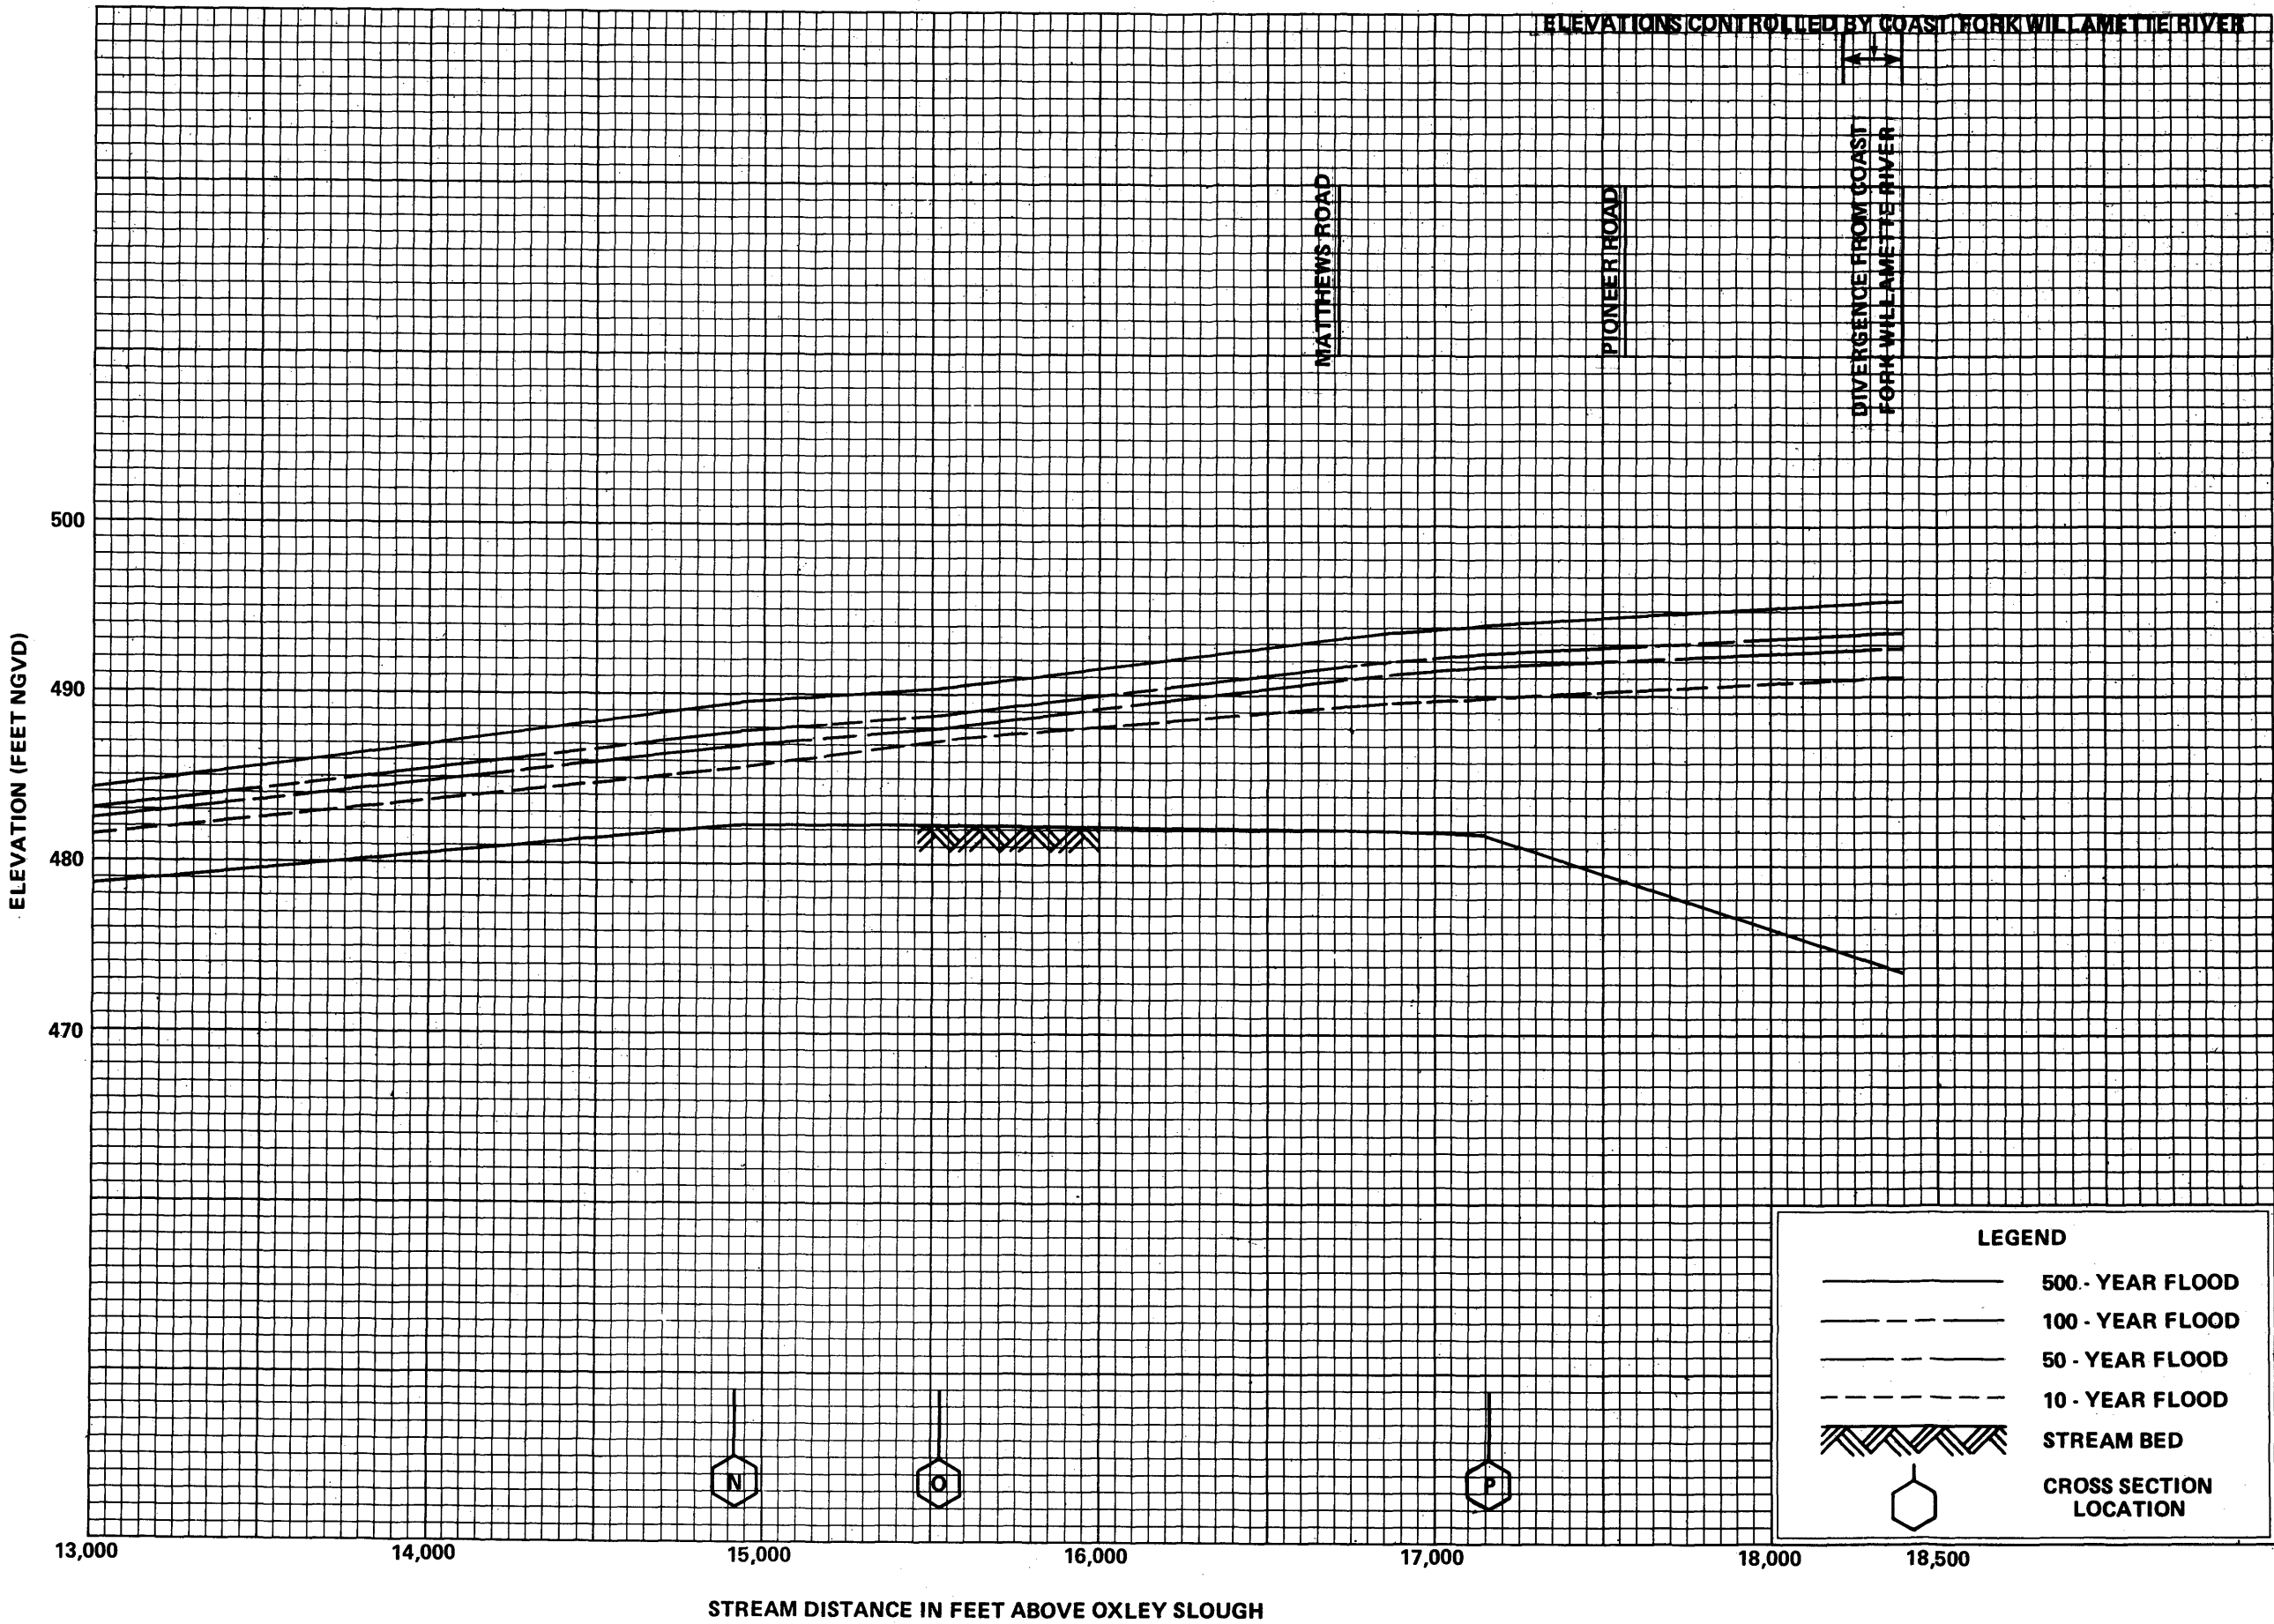 ELEVATIONS CONTROLLED BY COAST FORK WILLAMETTE RIVER
MATTHEWS ROAD
PIONEER ROAD
DIVERGENCE FROM COAST
FORK WILLAMETTE RIVER
ELEVATION (FEET NGVD)
500
490
480
470
N
O
P
13,000
14,000
15,000
16,000
17,000
18,000
18,500
STREAM DISTANCE IN FEET ABOVE OXLEY SLOUGH
LEGEND
500 - YEAR FLOOD
100 - YEAR FLOOD
50 - YEAR FLOOD
10 - YEAR FLOOD
STREAM BED
CROSS SECTION
LOCATION